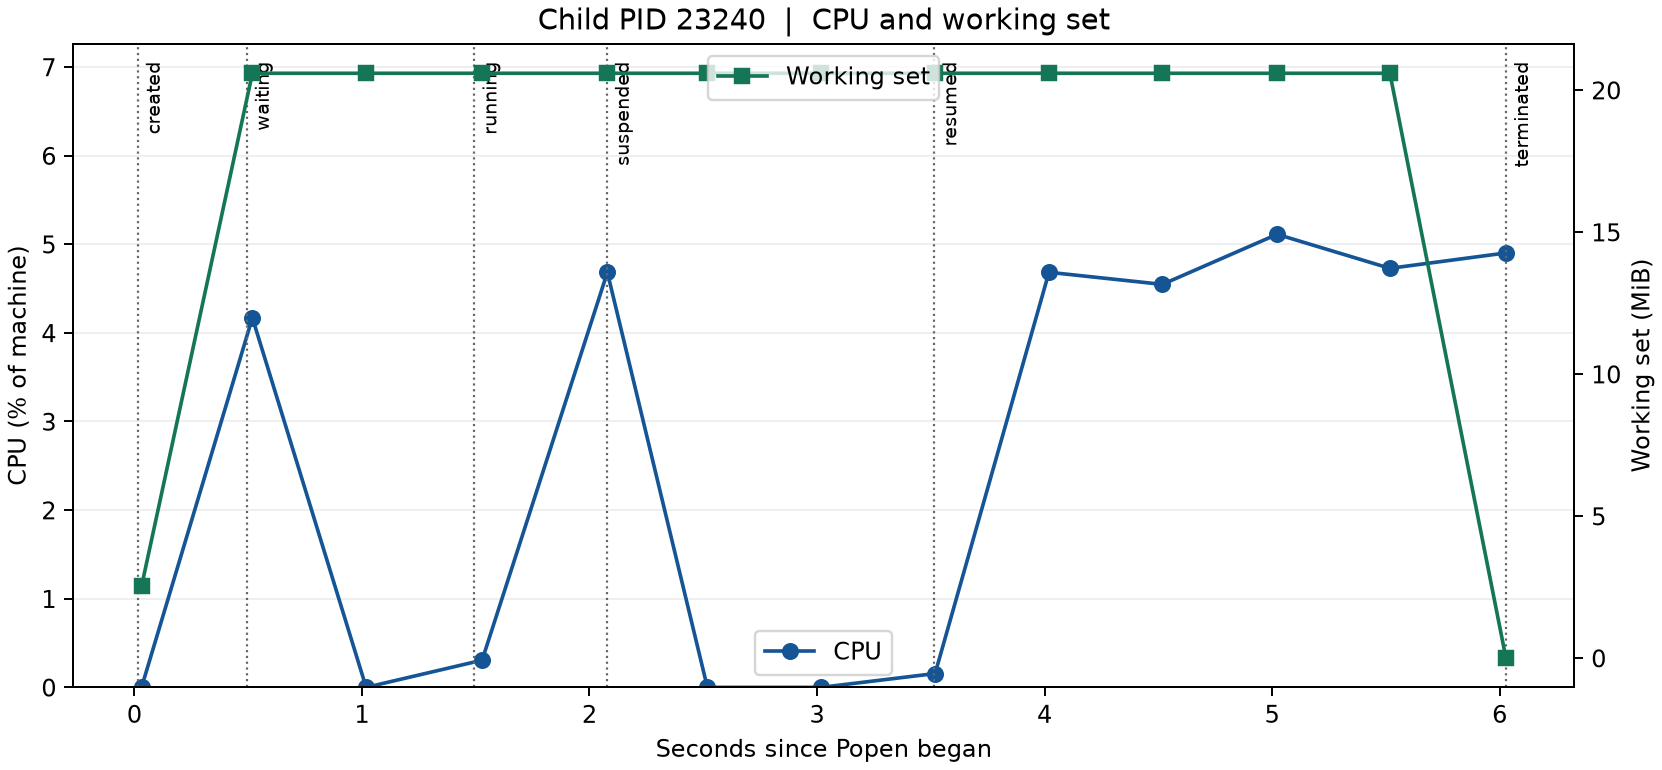 Child PID 23240 | CPU and working set
created
waiting
running
suspended
resumed
terminated
Working set
CPU
CPU (% of machine)
7
6
5
4
3
2
1
0
20
15
10
5
0
Working set (MiB)
0 1 2 3 4 5 6
Seconds since Popen began